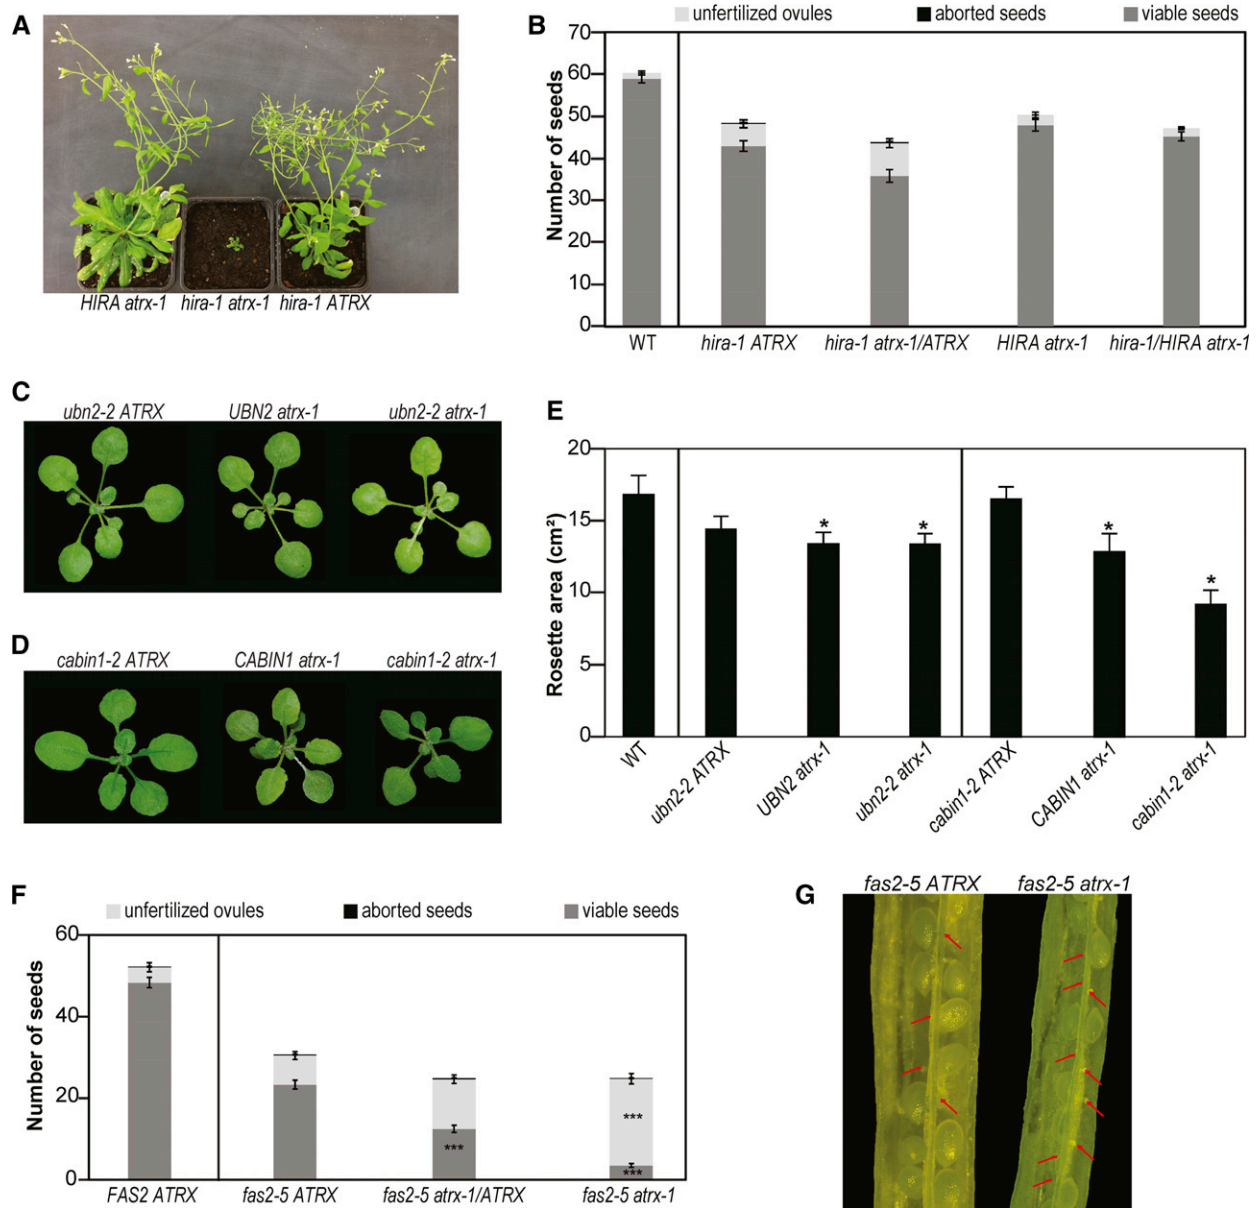 A
HIRA atrx-1 hira-1 atrx-1 hira-1 ATRX
B
unfertilized ovules aborted seeds viable seeds
Number of seeds
70
60
50
40
30
20
10
0
WT hira-1 ATRX hira-1 atrx-1/ATRX HIRA atrx-1 hira-1/HIRA atrx-1
C
ubn2-2 ATRX UBN2 atrx-1 ubn2-2 atrx-1
D
cabin1-2 ATRX CABIN1 atrx-1 cabin1-2 atrx-1
E
Rosette area (cm²)
20
15
10
5
0
* * * *
WT ubn2-2 ATRX UBN2 atrx-1 ubn2-2 atrx-1 cabin1-2 ATRX CABIN1 atrx-1 cabin1-2 atrx-1
F
unfertilized ovules aborted seeds viable seeds
Number of seeds
60
40
20
0
*** *** ***
FAS2 ATRX fas2-5 ATRX fas2-5 atrx-1/ATRX fas2-5 atrx-1
G
fas2-5 ATRX fas2-5 atrx-1